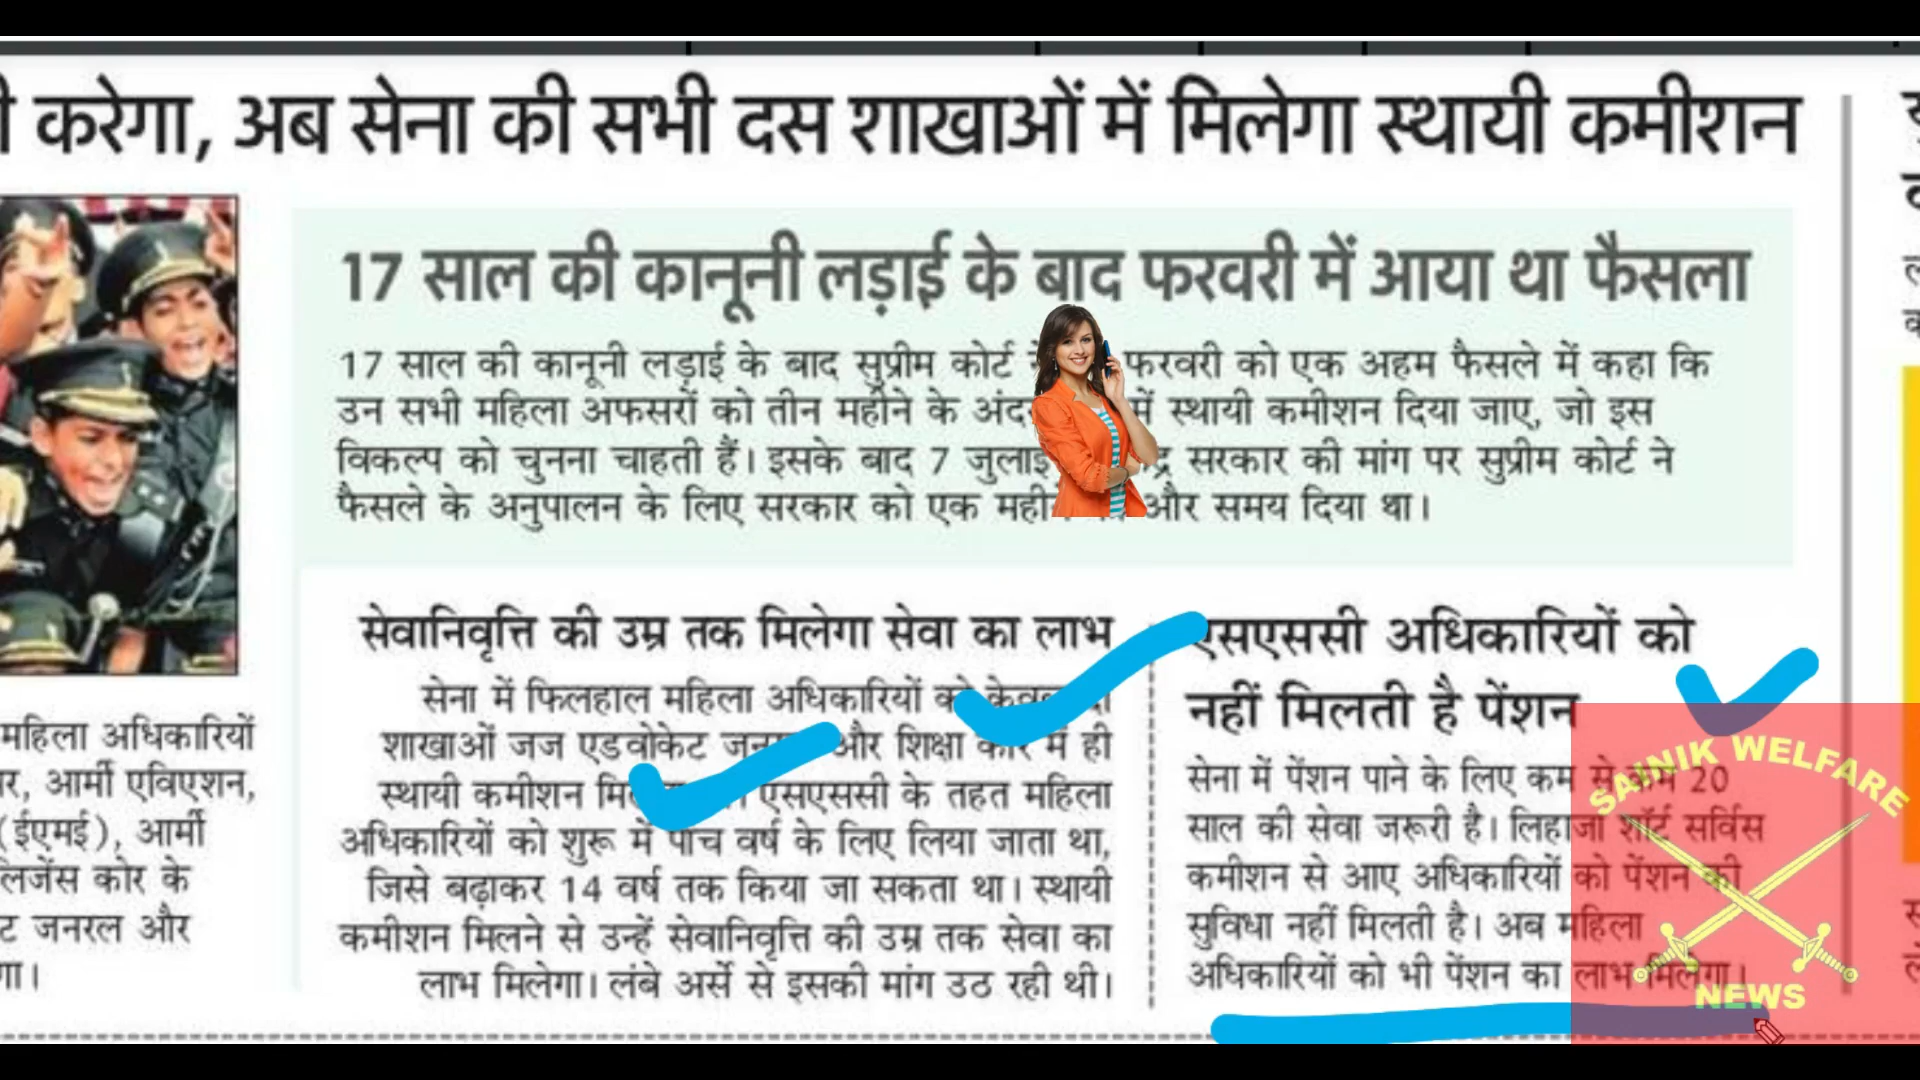 करेगा, अब सेना की सभी दस शाखाओं में मिलेगा स्थायी कमीशन
17 साल की कानूनी लड़ाई के बाद फरवरी में आया था फैसला
17 साल की कानूनी लड़ाई के बाद सुप्रीम कोर्ट फरवरी को एक अहम फैसले में कहा कि
उन सभी महिला अफसरों को तीन महीने के में स्थायी कमीशन दिया जाए, जो इस
विकल्प को चुनना चाहती हैं। इसके बाद 7 जुलाई सरकार की मांग पर सुप्रीम कोर्ट ने
फैसले के अनुपालन के लिए सरकार को एक और समय दिया था।
सेवानिवृत्ति की उम्र तक मिलेगा सेवा का लाभ
सेना में फिलहाल महिला अधिकारियों को
शाखाओं जज एडवोकेट और शिक्षा कोर में ही
स्थायी कमीशन एसएससी के तहत महिला
अधिकारियों को शुरू में पांच वर्ष के लिए लिया जाता था,
जिसे बढ़ाकर 14 वर्ष तक किया जा सकता था। स्थायी
कमीशन मिलने से उन्हें सेवानिवृत्ति की उम्र तक सेवा का
लाभ मिलेगा। लंबे अर्से से इसकी मांग उठ रही थी।
एसएससी अधिकारियों को
नहीं मिलती है पेंशन
सेना में पेंशन पाने के लिए कम से कम 20
साल की सेवा जरूरी है। लिहाजा शॉर्ट सर्विस
कमीशन से आए अधिकारियों को पेंशन की
सुविधा नहीं मिलती है। अब महिला
अधिकारियों को भी पेंशन का लाभ मिलेगा।
महिला अधिकारियों
आर्मी एविएशन,
(ईएमई), आर्मी
कोर के
जनरल और
SAINIK WELFARE
NEWS